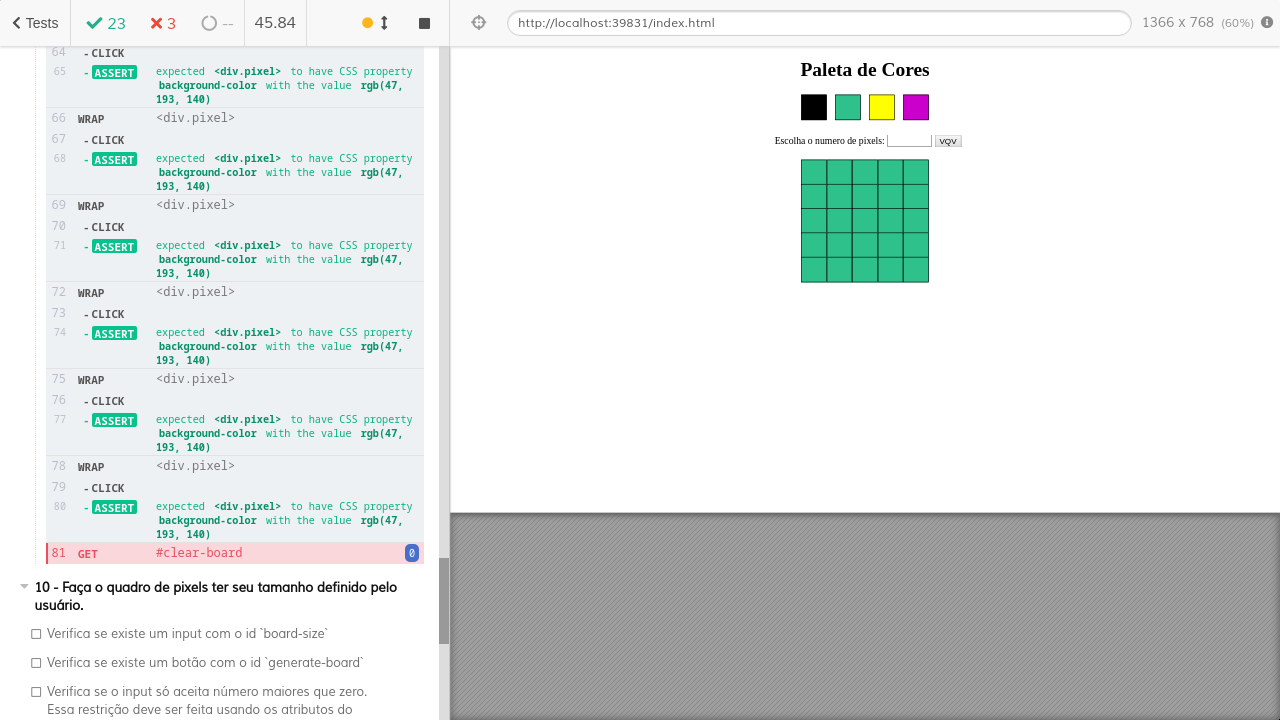 Tests 23 3 -- 45.84 http://localhost:39831/index.html 1366 x 768 (60%)
64 - CLICK
65 - ASSERT expected <div.pixel> to have CSS property
background-color with the value rgb(47,
193, 140)
66 WRAP <div.pixel>
67 - CLICK
68 - ASSERT expected <div.pixel> to have CSS property
background-color with the value rgb(47,
193, 140)
69 WRAP <div.pixel>
70 - CLICK
71 - ASSERT expected <div.pixel> to have CSS property
background-color with the value rgb(47,
193, 140)
72 WRAP <div.pixel>
73 - CLICK
74 - ASSERT expected <div.pixel> to have CSS property
background-color with the value rgb(47,
193, 140)
75 WRAP <div.pixel>
76 - CLICK
77 - ASSERT expected <div.pixel> to have CSS property
background-color with the value rgb(47,
193, 140)
78 WRAP <div.pixel>
79 - CLICK
80 - ASSERT expected <div.pixel> to have CSS property
background-color with the value rgb(47,
193, 140)
81 GET #clear-board 0
10 - Faça o quadro de pixels ter seu tamanho definido pelo
usuário.
Verifica se existe um input com o id `board-size`
Verifica se existe um botão com o id `generate-board`
Verifica se o input só aceita número maiores que zero.
Essa restrição deve ser feita usando os atributos do
Paleta de Cores
Escolha o numero de pixels: VQV